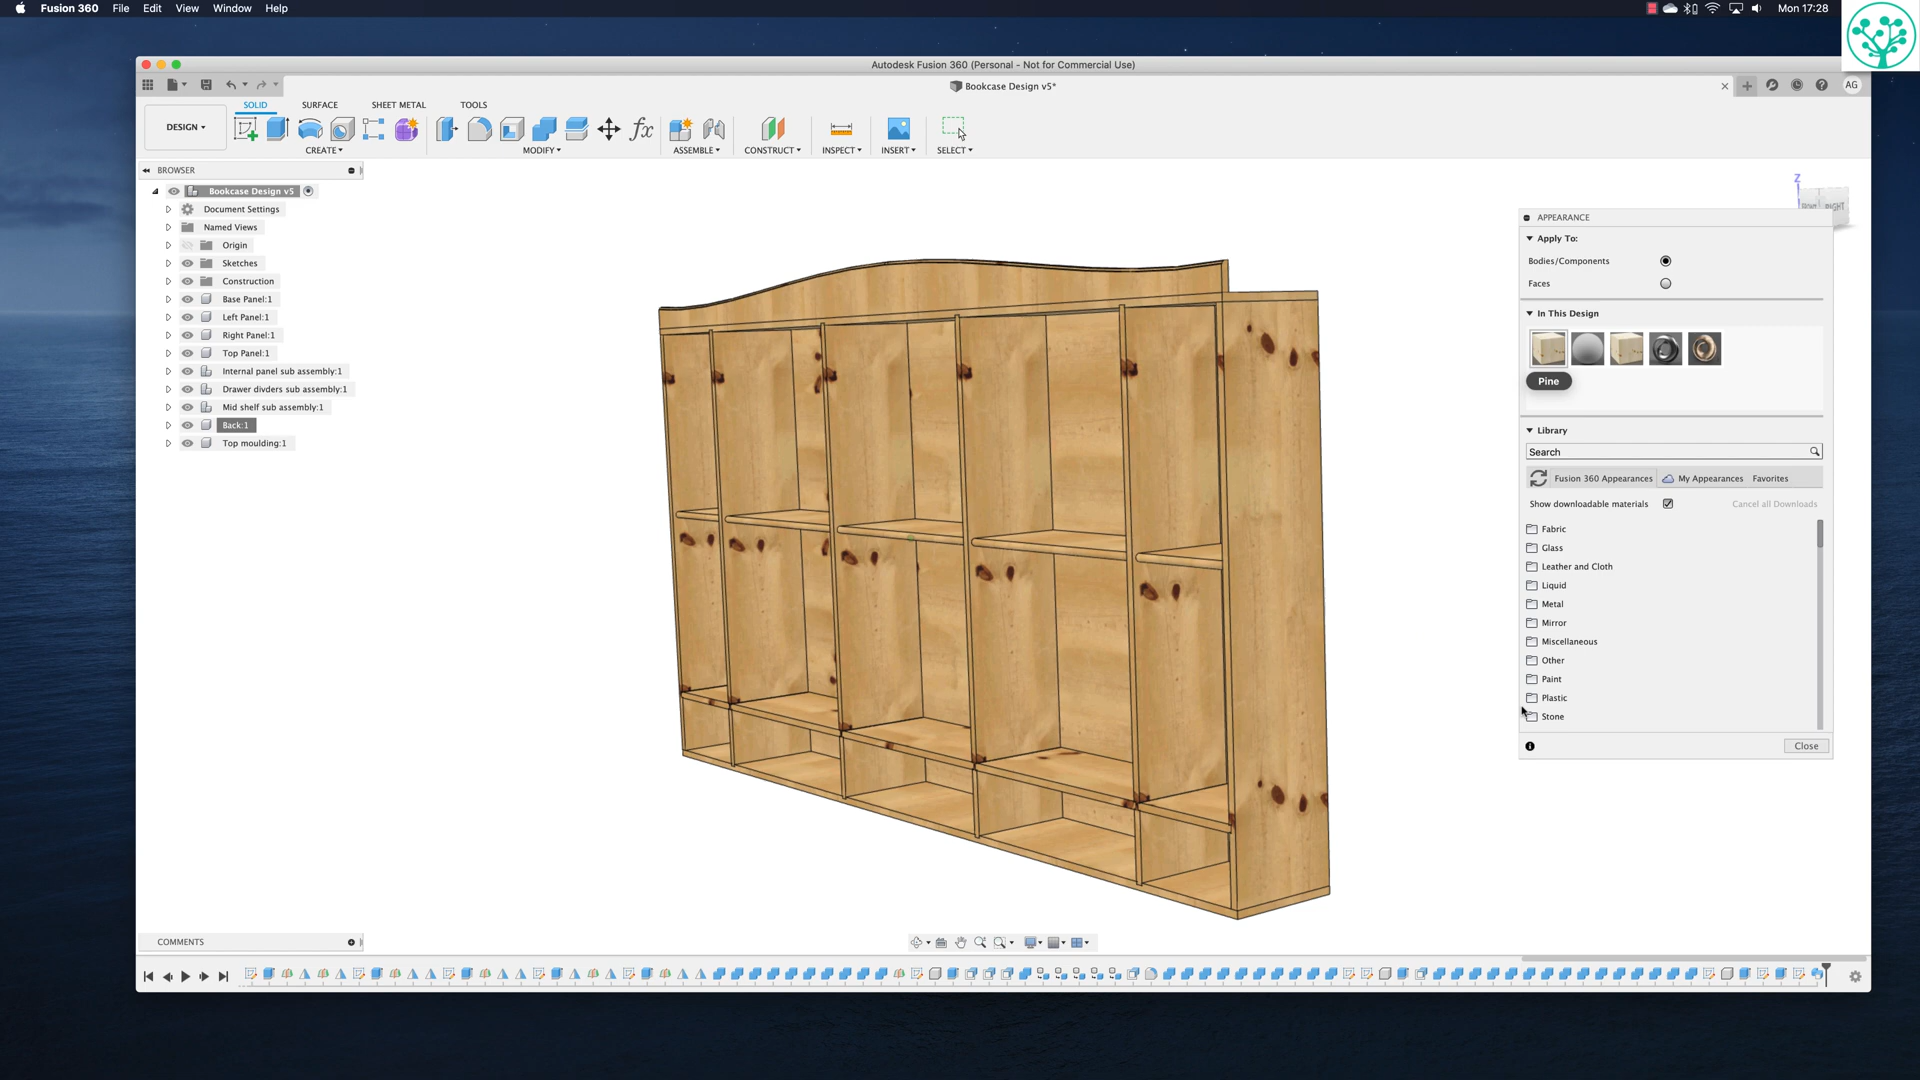 Fusion 360 File Edit View Window Help
Mon 17:28
Autodesk Fusion 360 (Personal - Not for Commercial Use)
Bookcase Design v5*
AG
DESIGN
SOLID SURFACE SHEET METAL TOOLS
CREATE MODIFY ASSEMBLE CONSTRUCT INSPECT INSERT SELECT
BROWSER
Bookcase Design v5
Document Settings
Named Views
Origin
Sketches
Construction
Base Panel:1
Left Panel:1
Right Panel:1
Top Panel:1
Internal panel sub assembly:1
Drawer divders sub assembly:1
Mid shelf sub assembly:1
Back:1
Top moulding:1
Z
FRONT RIGHT
APPEARANCE
Apply To:
Bodies/Components
Faces
In This Design
Pine
Library
Search
Fusion 360 Appearances My Appearances Favorites
Show downloadable materials Cancel all Downloads
Fabric
Glass
Leather and Cloth
Liquid
Metal
Mirror
Miscellaneous
Other
Paint
Plastic
Stone
Close
COMMENTS